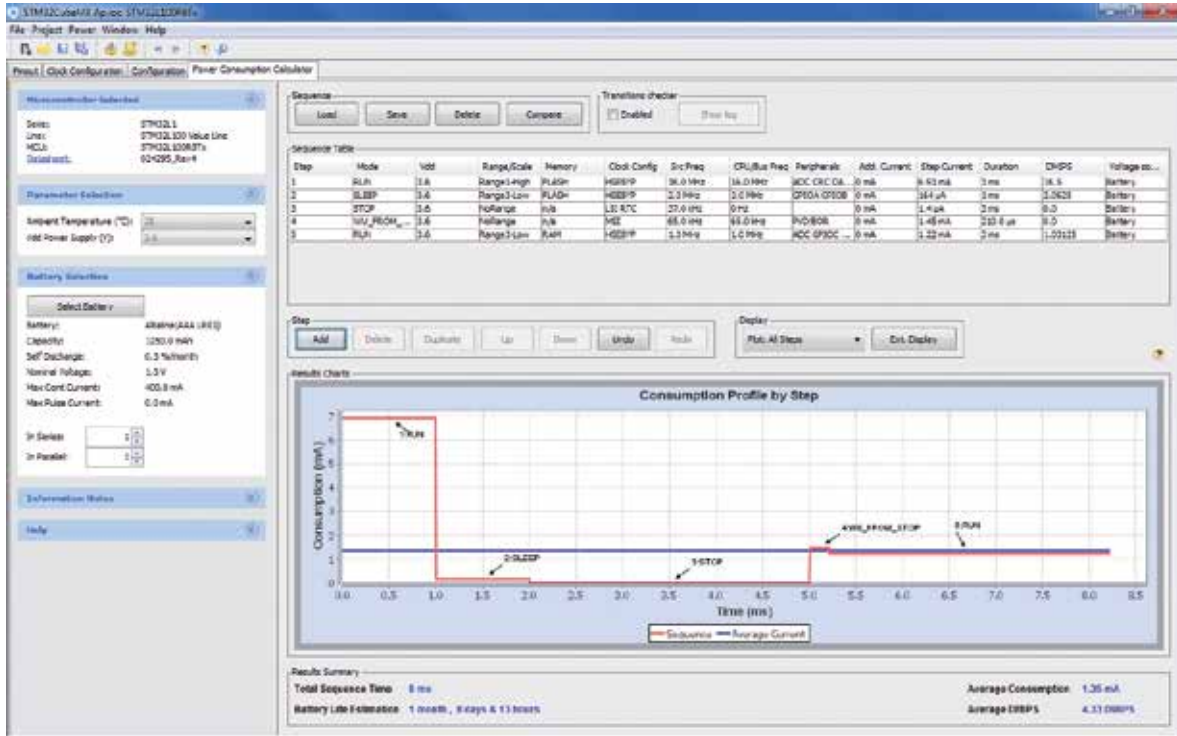 STM32CubeMX Ap.ioc STM32L100RBTx
File Project Power Window Help
Pinout Clock Configuration Configuration Power Consumption Calculator
Microcontroller Selected
Series: STM32L1
Line: STM32L100 Value Line
MCU: STM32L100RBTx
Datasheet: 024295_Rev4
Parameter Selection
Ambient Temperature (°C): 25
Vdd Power Supply (V): 3.6
Battery Selection
Select Battery
Battery: Alkaline(AAA LR03)
Capacity: 1250.0 mAh
Self Discharge: 0.3 %/month
Nominal Voltage: 1.5 V
Max Cont Current: 400.0 mA
Max Pulse Current: 0.0 mA
In Series:
In Parallel: 1
Information Notes
Help
Sequence
Load Save Delete Compare
Transitions checker
Enabled Show log
Sequence Table
Step Mode Vdd Range/Scale Memory Clock Config Src Freq CPU/Bus Freq Peripherals Add. Current Step Current Duration DMIPS Voltage so...
1 RUN 3.6 Range1-High FLASH HSEBYP 16.0 MHz 16.0 MHz ADC CRC DA... 0 mA 6.93 mA 1 ms Battery
2 SLEEP 3.6 Range3-Low FLASH HSEBYP 2.0 MHz GPIOA GPIOB 0 mA 164 µA 1 ms 2.0625 Battery
3 STOP 3.6 NoRange n/a LSI RTC 37.0 kHz 0 Hz 0 mA 1.4 µA 3 ms 0.0 Battery
4 WU_FROM_... 3.6 NoRange n/a MSI 65.0 kHz 65.0 kHz PVD/BOR 0 mA 1.45 mA 0.0 Battery
5 RUN 3.6 Range3-Low RAM HSEBYP 1.0 MHz 1.0 MHz ADC GPIOC ... 0 mA 1.22 mA 3 ms 1.03125 Battery
Step
Add Delete Duplicate Up Down Undo Redo
Display
Plot: All Steps Ext. Display
Results Charts
Consumption Profile by Step
Consumption (mA)
7
6
5
4
3
2
1
0
1:RUN
2:SLEEP
3:STOP
4:WU_FROM_STOP
5:RUN
0.0 0.5 1.0 1.5 2.0 2.5 3.0 3.5 4.0 4.5 5.0 5.5 6.0 6.5 7.0 7.5 8.0 8.5
Time (ms)
Sequence Average Current
Results Summary
Total Sequence Time 8 ms
Average Consumption 1.35 mA
Battery Life Estimation 1 month, 8 days & 13 hours
Average DMIPS 4.33 DMIPS